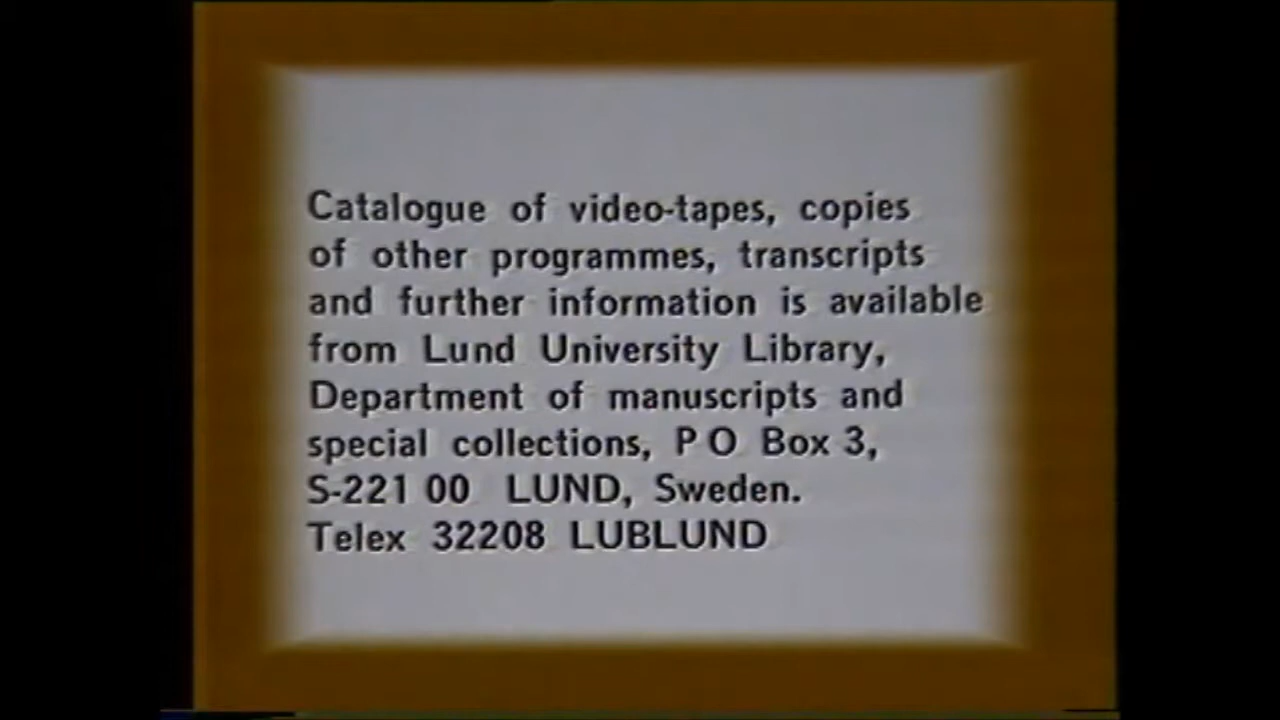 Catalogue of video-tapes, copies
of other programmes, transcripts
and further information is available
from Lund University Library,
Department of manuscripts and
special collections, P O Box 3,
S-221 00 LUND, Sweden.
Telex 32208 LUBLUND